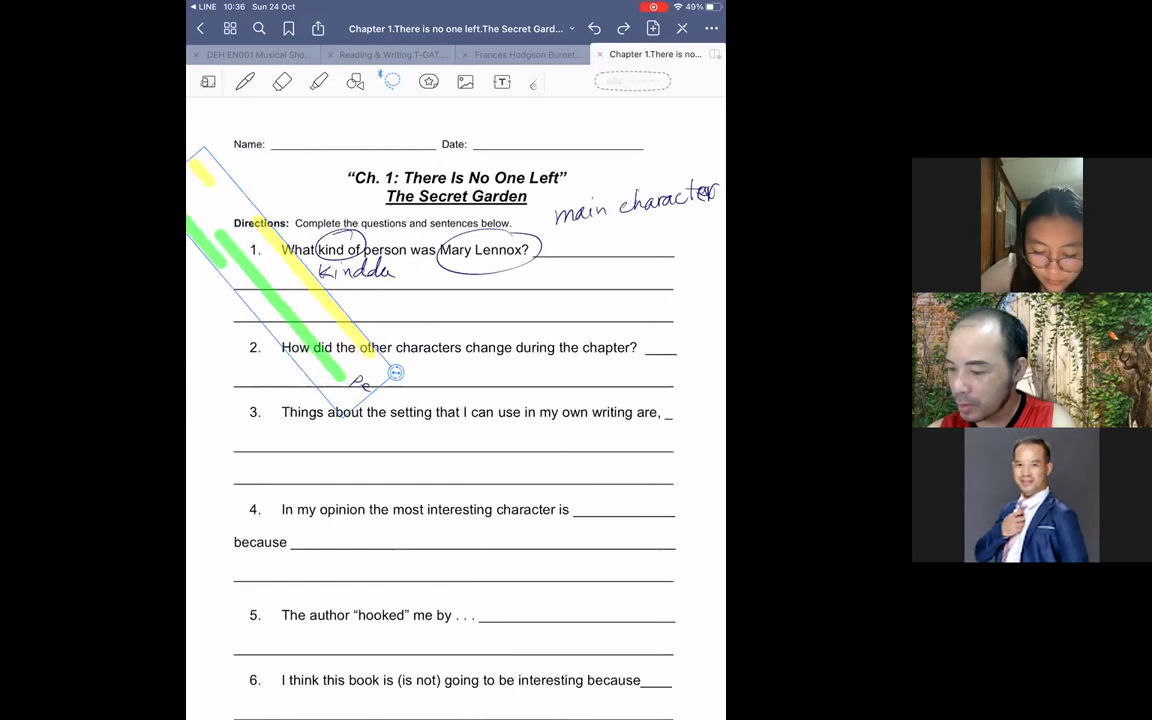 LINE 10:36 Sun 24 Oct 49%
Chapter 1.There is no one left.The Secret Gard...
DEH EN001 Musical Sho... Reading & Writing.T-GAT.... Frances Hodgson Burnet... Chapter 1.There is no...
Name: Date:
“Ch. 1: There Is No One Left”
The Secret Garden
main character
Directions: Complete the questions and sentences below.
1. What kind of person was Mary Lennox?
Kindda
2. How did the other characters change during the chapter?
Pe
3. Things about the setting that I can use in my own writing are,
4. In my opinion the most interesting character is
because
5. The author “hooked” me by . . .
6. I think this book is (is not) going to be interesting because